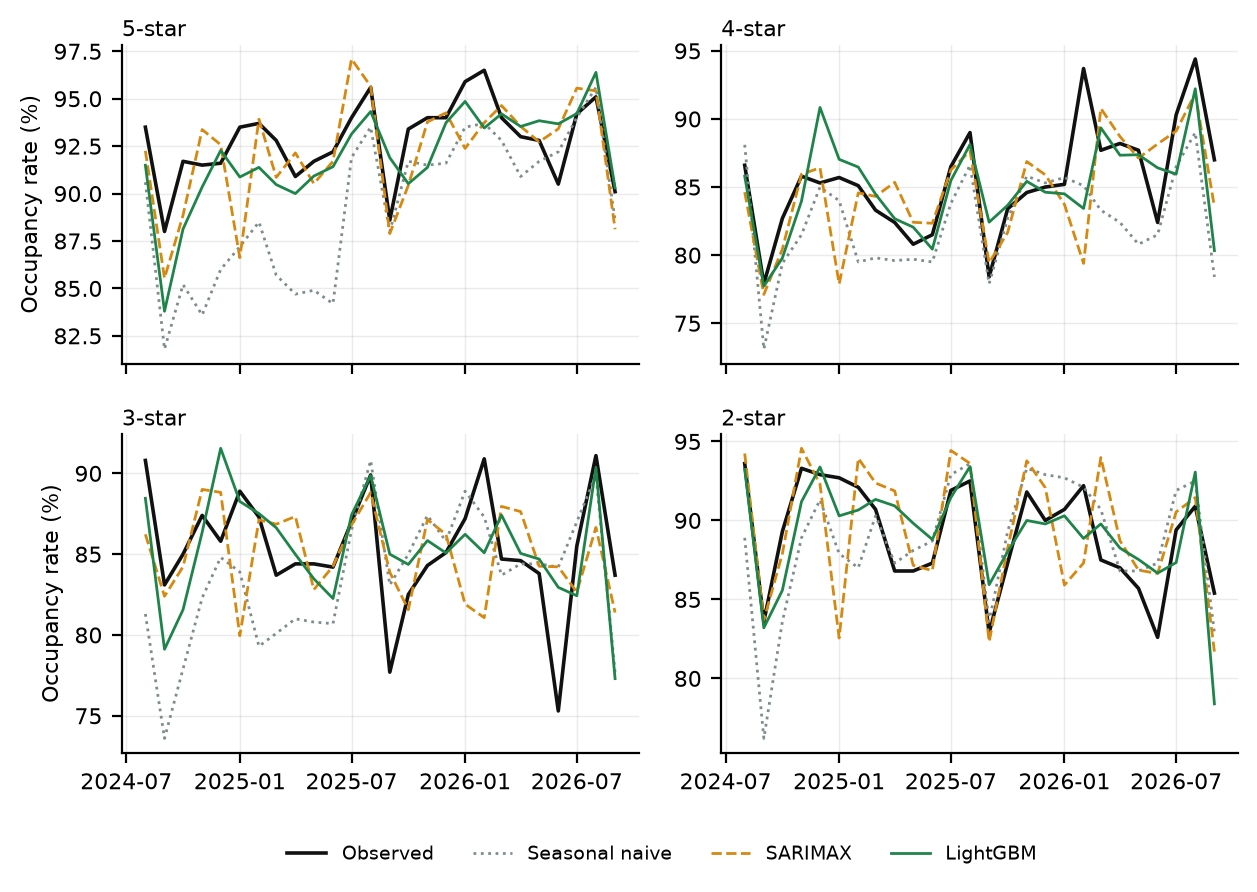 5-star
4-star
Occupancy rate (%)
97.5
95.0
92.5
90.0
87.5
85.0
82.5
95
90
85
80
75
3-star
2-star
Occupancy rate (%)
90
85
80
75
95
90
85
80
2024-07 2025-01 2025-07 2026-01 2026-07
2024-07 2025-01 2025-07 2026-01 2026-07
Observed Seasonal naive SARIMAX LightGBM